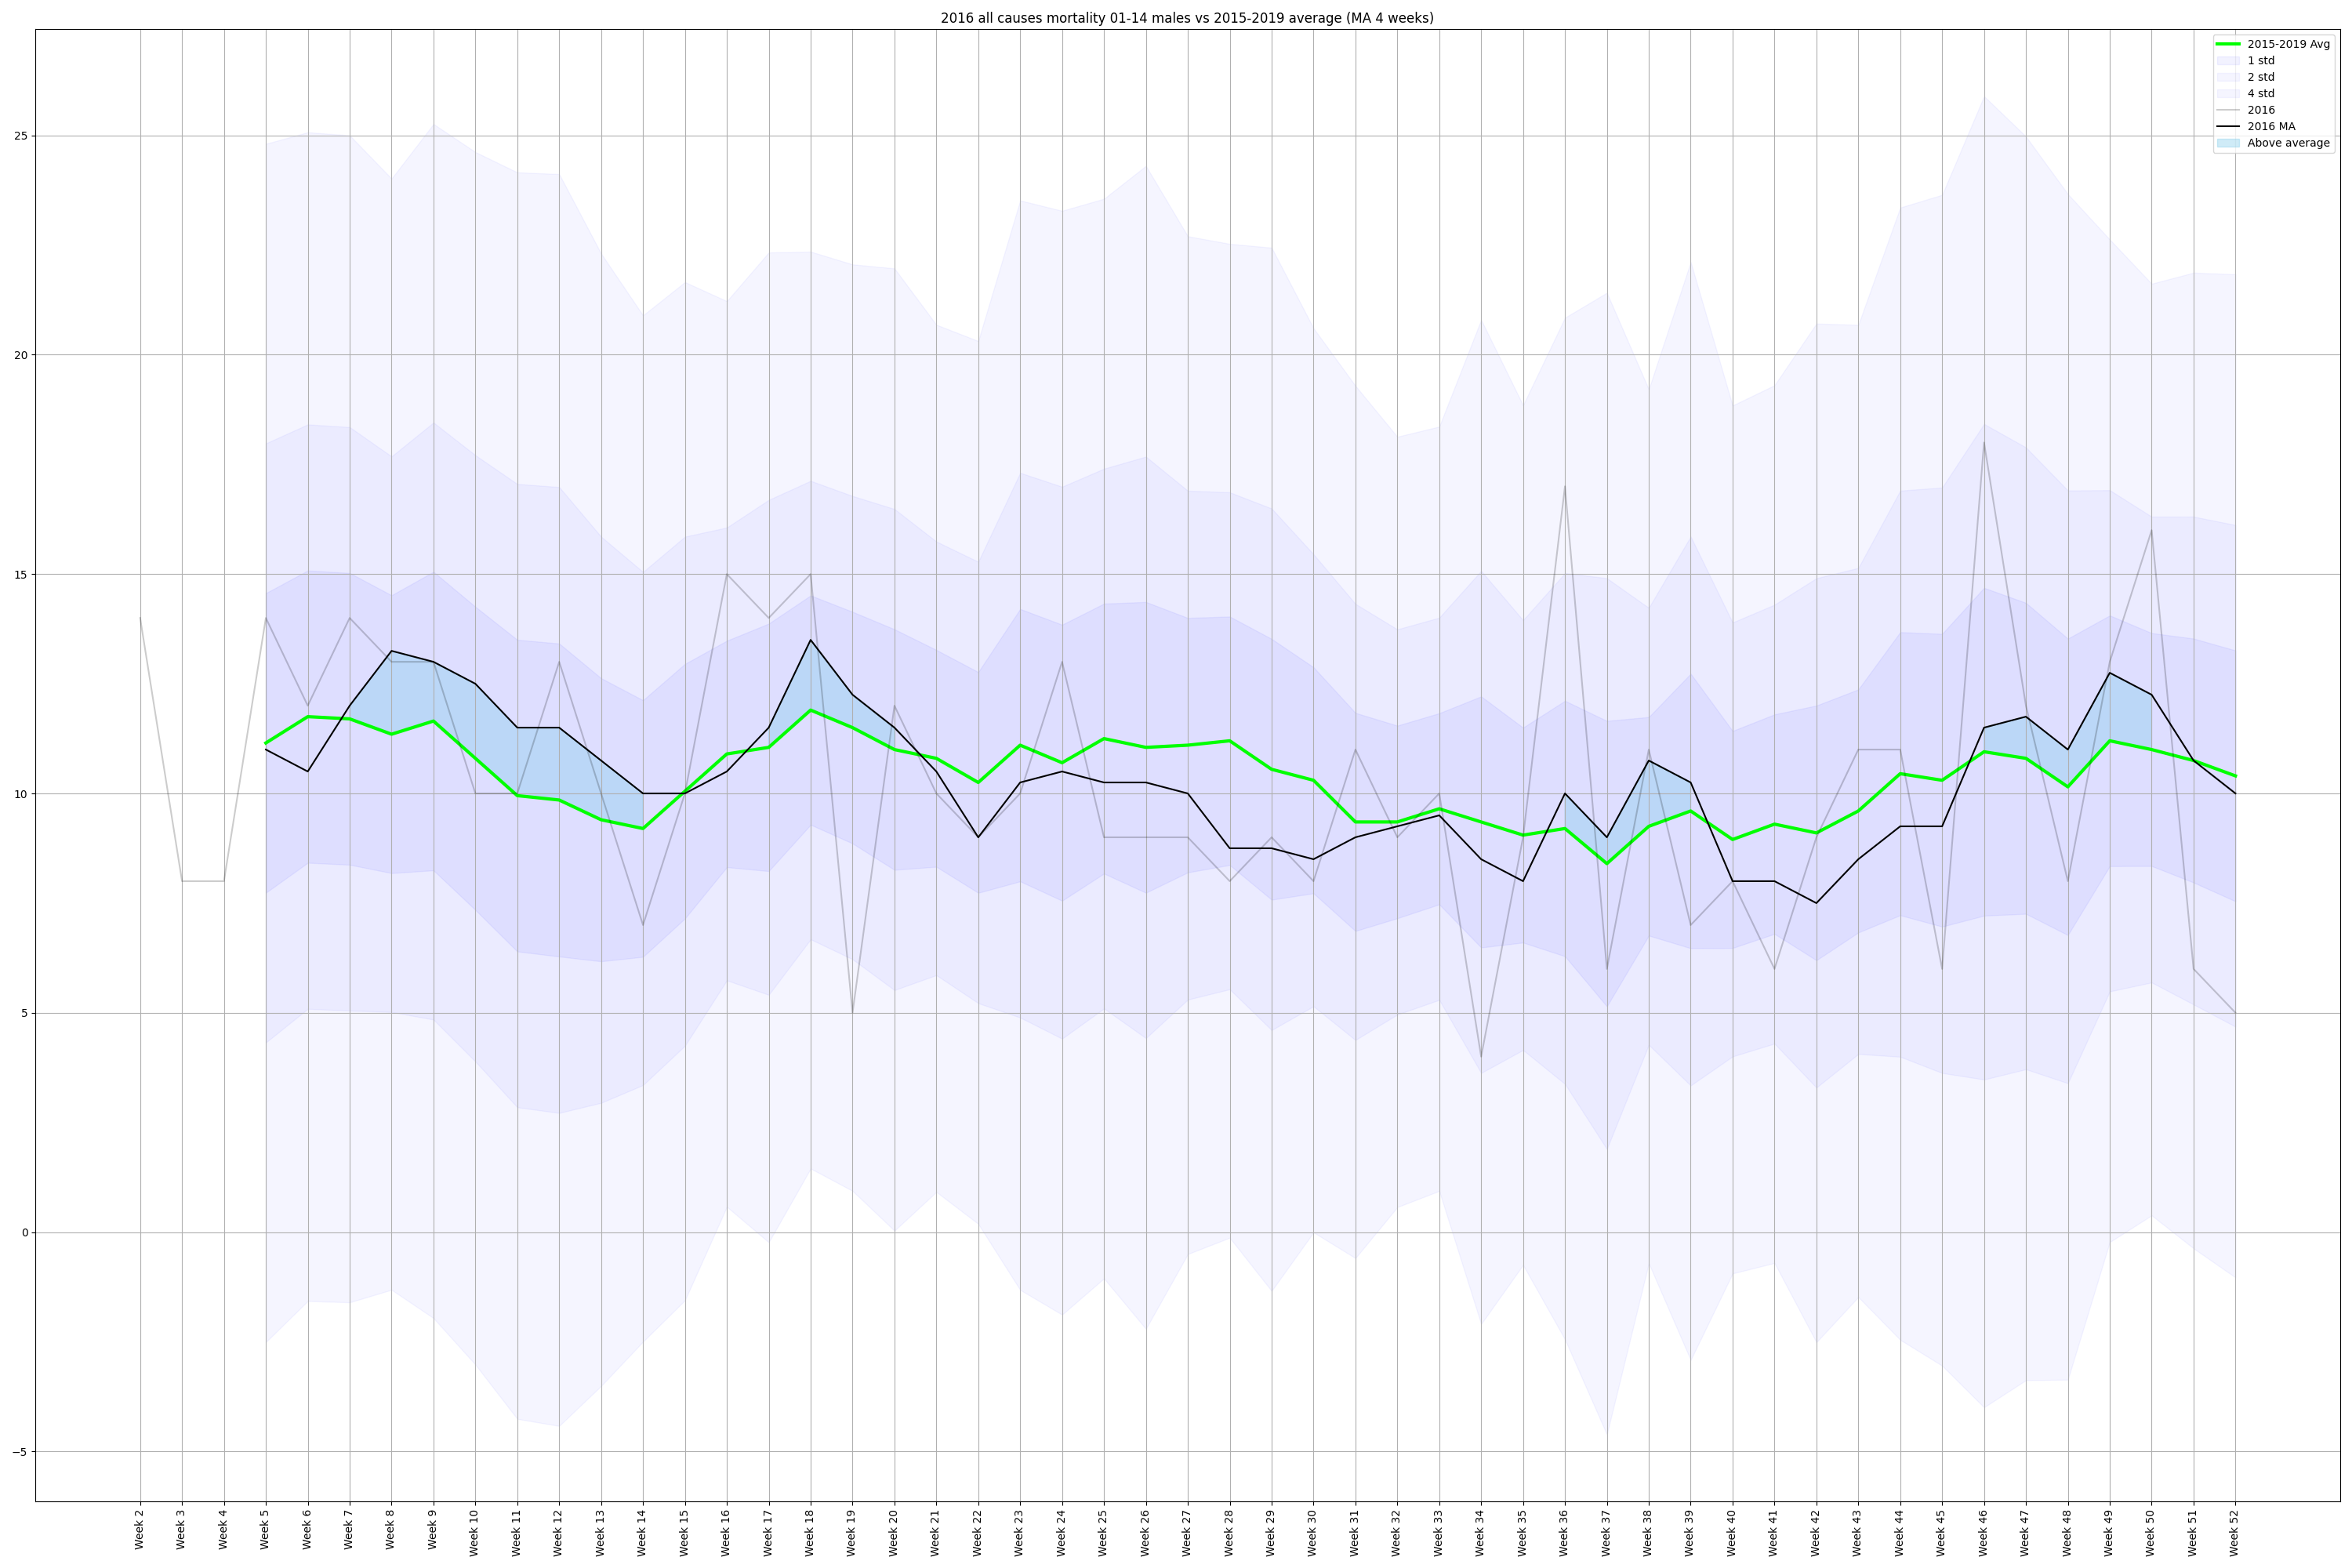 2016 all causes mortality 01-14 males vs 2015-2019 average (MA 4 weeks)
2015-2019 Avg
1 std
2 std
4 std
2016
2016 MA
Above average
25
20
15
10
5
0
−5
Week 2
Week 3
Week 4
Week 5
Week 6
Week 7
Week 8
Week 9
Week 10
Week 11
Week 12
Week 13
Week 14
Week 15
Week 16
Week 17
Week 18
Week 19
Week 20
Week 21
Week 22
Week 23
Week 24
Week 25
Week 26
Week 27
Week 28
Week 29
Week 30
Week 31
Week 32
Week 33
Week 34
Week 35
Week 36
Week 37
Week 38
Week 39
Week 40
Week 41
Week 42
Week 43
Week 44
Week 45
Week 46
Week 47
Week 48
Week 49
Week 50
Week 51
Week 52